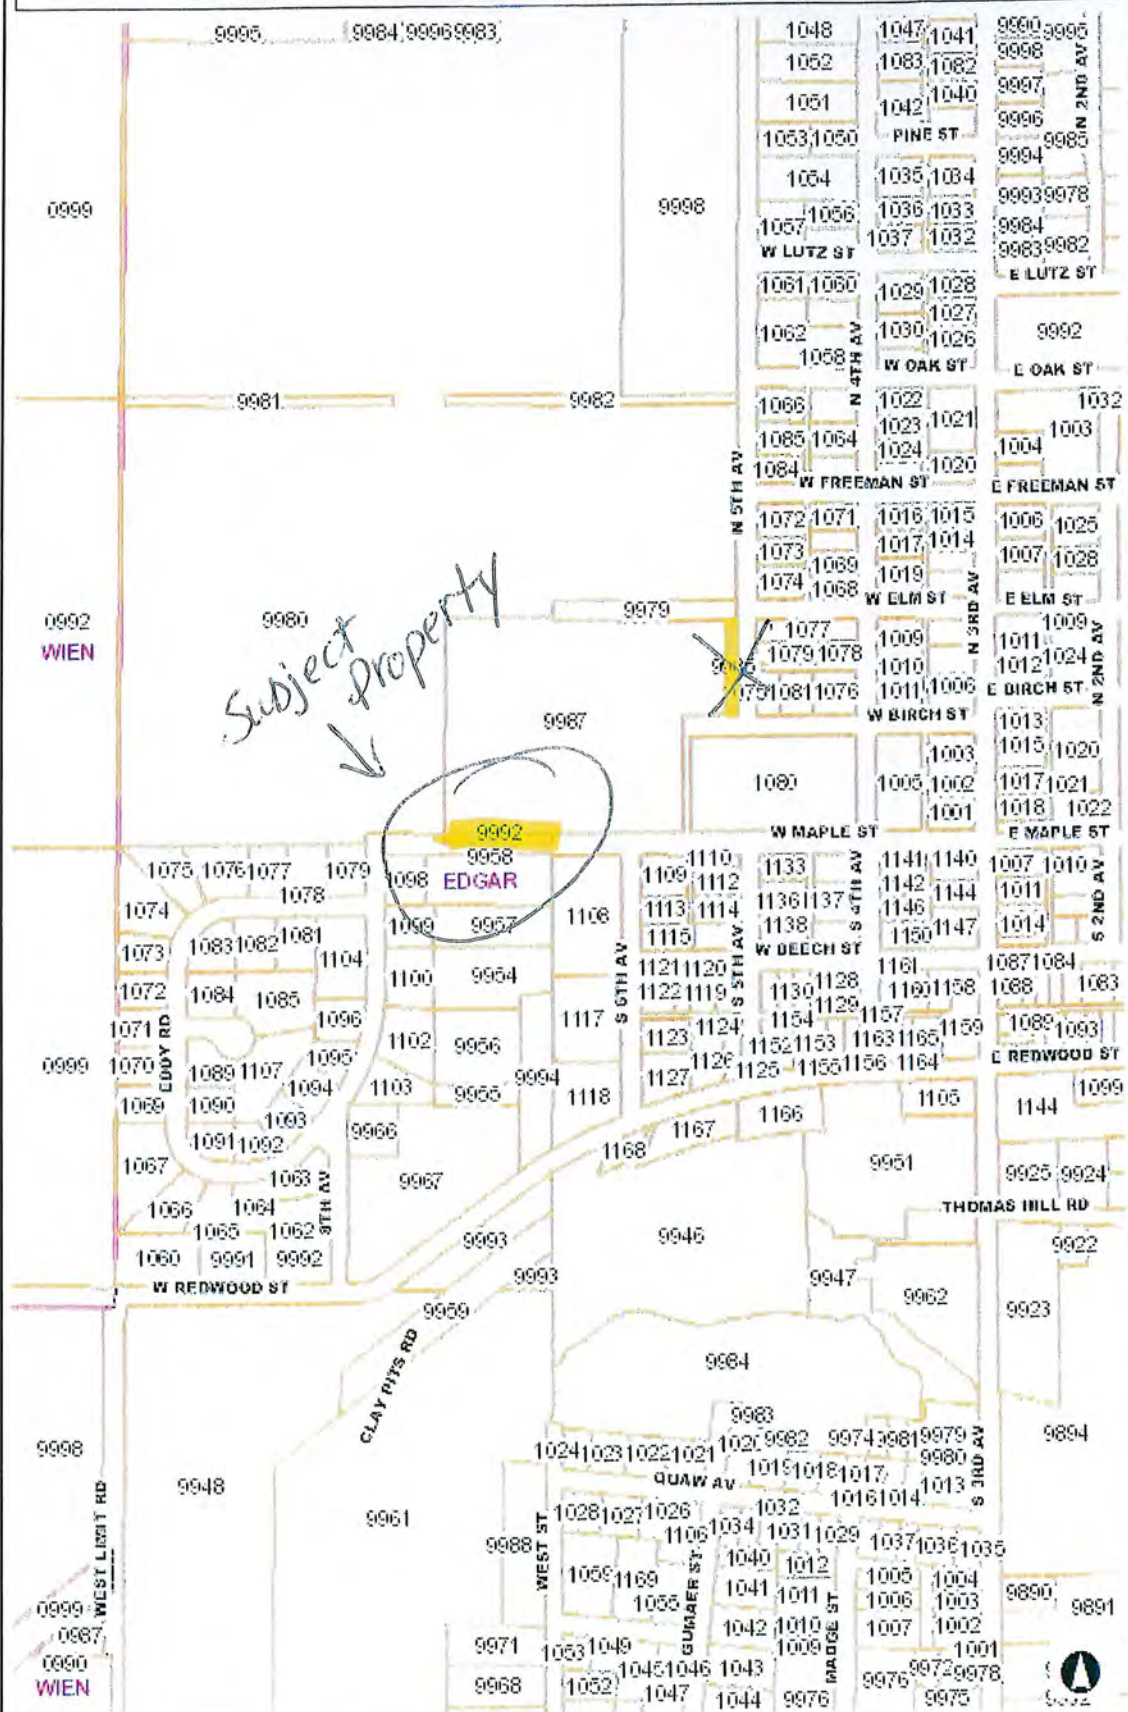 9995 9984 9996 9983
1048 1047 1041 9990 9995
9998
1052 1083 1082
9997
1051 1042 1040
N 2ND AV
9996
1053 1050 PINE ST 9985
9994
1054 1035 1034
9993 9978
0999 9998
1057 1056 1036 1033
9984
1037 1032
9983 9982
W LUTZ ST
E LUTZ ST
1061 1060 1029 1028
1027
1062 1030 1026 9992
1058 N 4TH AV W OAK ST E OAK ST
9981 9982
1066 1022 1032
1023 1021 1003
1085 1064 1004
1024
1084 1020
N 5TH AV
W FREEMAN ST E FREEMAN ST
1072 1071 1016 1015 1006 1025
1017 1014
1073 1069 1007 1028
1074 1068 1019
W ELM ST E ELM ST
N 3RD AV
Subject
Property
0992
WIEN
9980 9979
1077 1009 1009
1011
1079 1078 1010 1012 1024
1081 1076 1011 1006
E BIRCH ST
N 2ND AV
W BIRCH ST
9987
1013
1003 1015 1020
1080 1005 1002 1017 1021
1001 1018 1022
9992 W MAPLE ST E MAPLE ST
9958
EDGAR
1075 1076 1077 1079 1098
1078
1110 1133 1141 1140 1007 1010
1109 1112 1142 1144 1011
1074
1113 1114 1136 1137 1146
1138 1150 1147 1014
1115
S 4TH AV
S 2ND AV
1099 9957 1108
1073 1083 1082 1081
1104
W BEECH ST
1121 1120 1161 1087 1084
1122 1119 S 5TH AV 1130 1128 1160 1158 1088 1083
1129
S 6TH AV
1100 9954
1072 1084 1085
1096
1071 1117 1123 1124 1154 1157 1089 1093
1152 1153 1163 1165 1159
EDDY RD
1102 9956
0999 1070 1089 1107 1095
1126 1125 1155 1156 1164 E REDWOOD ST
1127
1094 1103 9955 9994 1118
1069 1090 1093
1105 1144 1099
1166
9966 1167
1091 1092 1168
1067 9951
9925 9924
1063 9967
8TH AV
1066 1064
1065 1062
THOMAS HILL RD
1060 9991 9992 9993 9946 9922
9993 9947
W REDWOOD ST 9962 9923
9959
CLAY PITS RD
9984
9983
1024 1023 1022 1021 1020 9982 9974 9981 9979
9980
9998 9894
QUAW AV 1019 1018 1017
1016 1014 1013
S 3RD AV
9948
WEST LIMIT RD
9961
1028 1027 1026 1032
1106 1034 1031 1029 1037 1036 1035
9988 WEST ST
1040 1012
1059 1169 1005 1004
1041 1011 1006 1003
1055
GUMAER ST
MADGE ST
9890 9891
0999
0987
1042 1010 1007 1002
1009 1001
9971 1053 1049
0990
WIEN
1045 1046 1043 9976 9972 9978
9968 1052 1047 1044 9976 9975